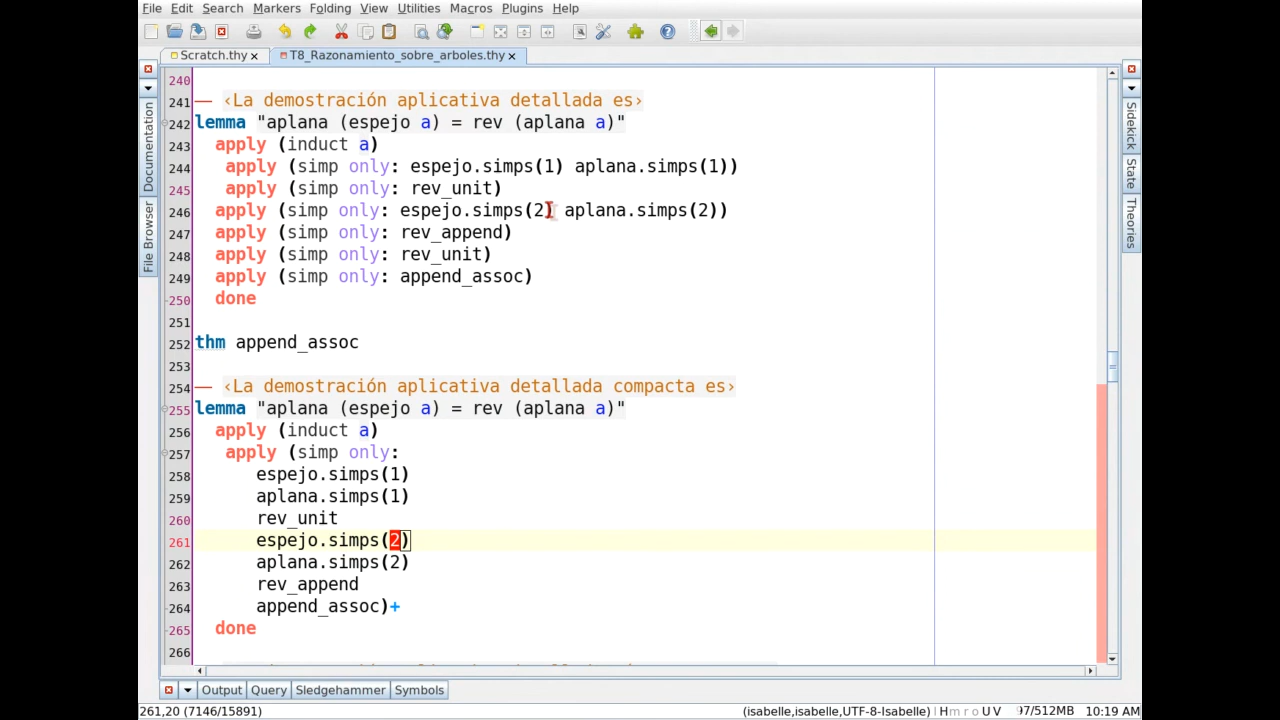 File Edit Search Markers Folding View Utilities Macros Plugins Help
Scratch.thy T8_Razonamiento_sobre_arboles.thy
240
241 — ‹La demostración aplicativa detallada es›
242 lemma "aplana (espejo a) = rev (aplana a)"
243 apply (induct a)
244 apply (simp only: espejo.simps(1) aplana.simps(1))
245 apply (simp only: rev_unit)
246 apply (simp only: espejo.simps(2) aplana.simps(2))
247 apply (simp only: rev_append)
248 apply (simp only: rev_unit)
249 apply (simp only: append_assoc)
250 done
251
252 thm append_assoc
253
254 — ‹La demostración aplicativa detallada compacta es›
255 lemma "aplana (espejo a) = rev (aplana a)"
256 apply (induct a)
257 apply (simp only:
258 espejo.simps(1)
259 aplana.simps(1)
260 rev_unit
261 espejo.simps(2)
262 aplana.simps(2)
263 rev_append
264 append_assoc)+
265 done
266
Documentation
File Browser
Sidekick
State
Theories
Output Query Sledgehammer Symbols
261,20 (7146/15891) (isabelle,isabelle,UTF-8-Isabelle) H m r o U V 97/512MB 10:19 AM